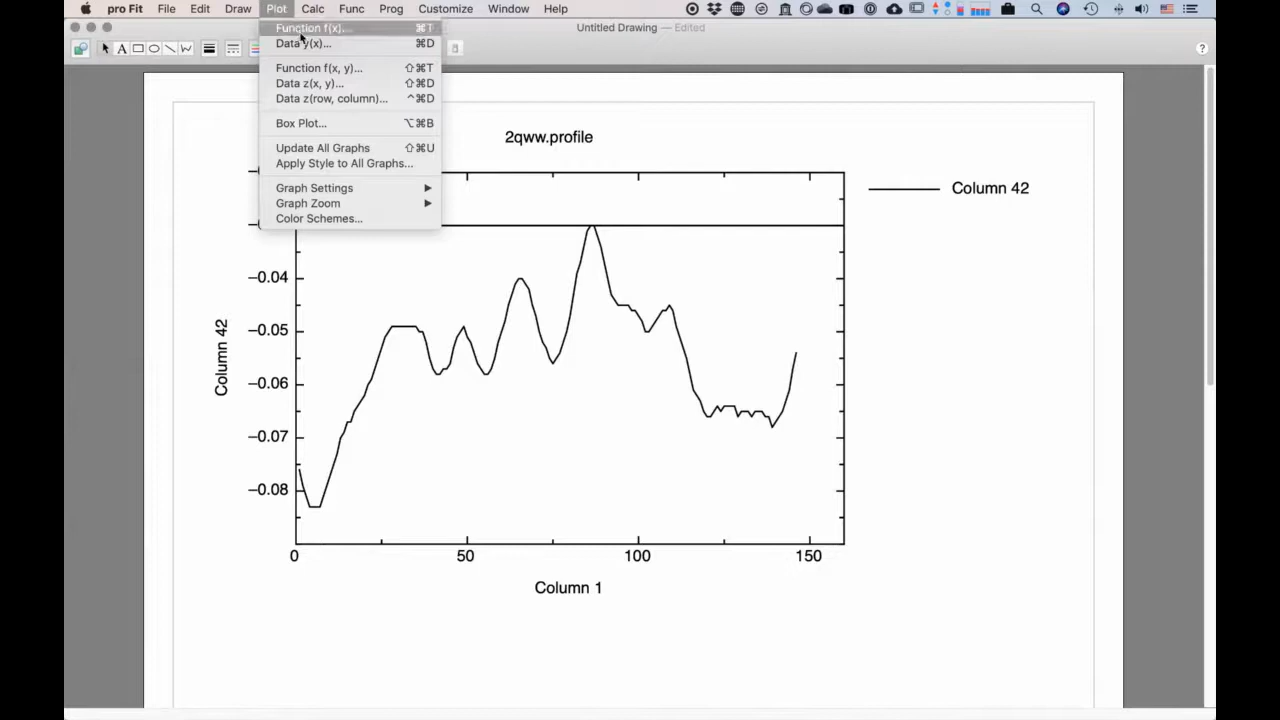 pro Fit File Edit Draw Plot Calc Func Prog Customize Window Help
Untitled Drawing — Edited
A
?
Function f(x)... ⌘T
Data y(x)... ⌘D
Function f(x, y)... ⇧⌘T
Data z(x, y)... ⇧⌘D
Data z(row, column)... ^⌘D
Box Plot... ⌥⌘B
Update All Graphs ⇧⌘U
Apply Style to All Graphs...
Graph Settings ▶
Graph Zoom ▶
Color Schemes...
2qww.profile
Column 42
−0.04
−0.05
−0.06
−0.07
−0.08
Column 42
0 50 100 150
Column 1